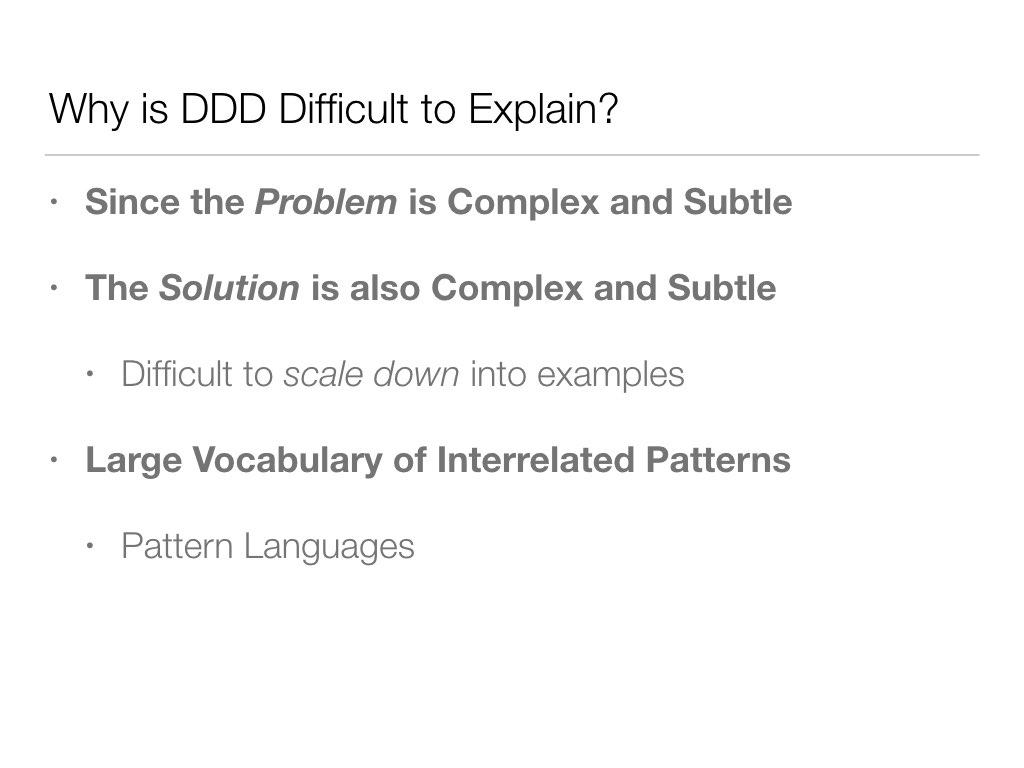 Why is DDD Difficult to Explain?
• Since the Problem is Complex and Subtle
• The Solution is also Complex and Subtle
• Difficult to scale down into examples
• Large Vocabulary of Interrelated Patterns
• Pattern Languages